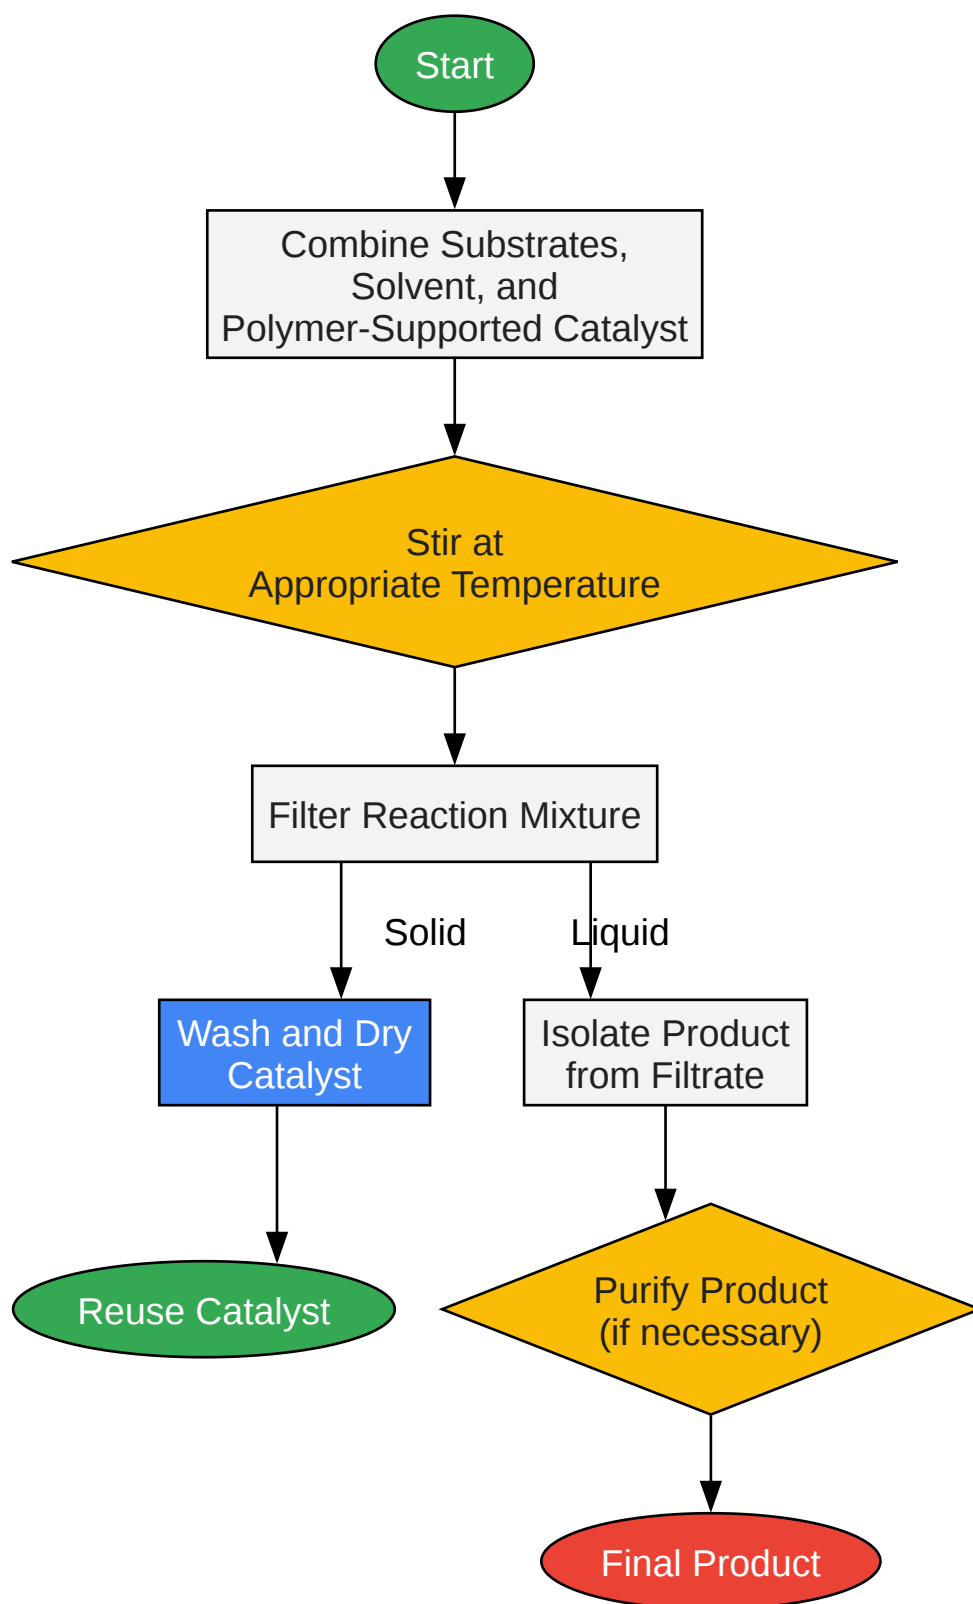 Start
Combine Substrates,
Solvent, and
Polymer-Supported Catalyst
Stir at
Appropriate Temperature
Filter Reaction Mixture
Solid
Liquid
Wash and Dry
Catalyst
Isolate Product
from Filtrate
Reuse Catalyst
Purify Product
(if necessary)
Final Product